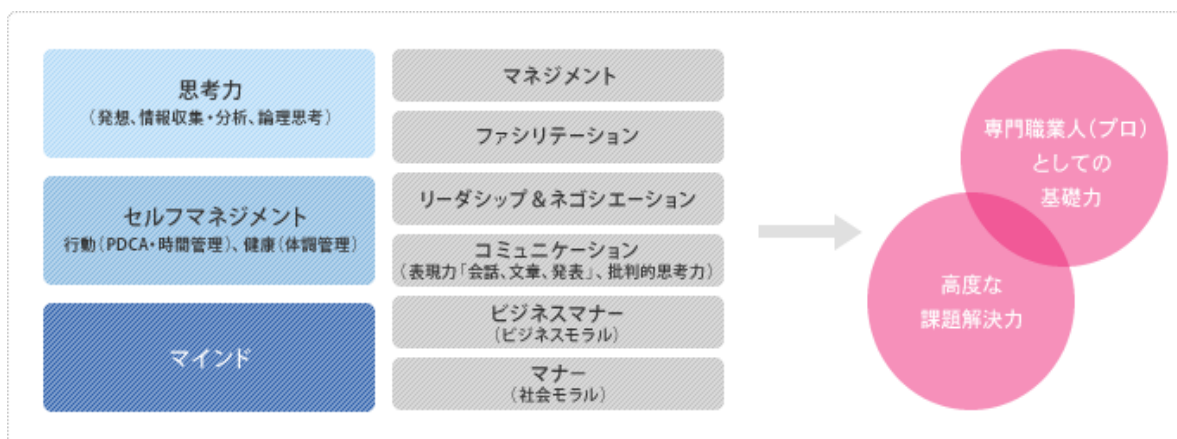 思考力
（発想、情報収集・分析、論理思考）
セルフマネジメント
行動（PDCA・時間管理）、健康（体調管理）
マインド
マネジメント
ファシリテーション
リーダシップ＆ネゴシエーション
コミュニケーション
（表現力「会話、文章、発表」、批判的思考力）
ビジネスマナー
（ビジネスモラル）
マナー
（社会モラル）
専門職業人（プロ）
としての
基礎力
高度な
課題解決力